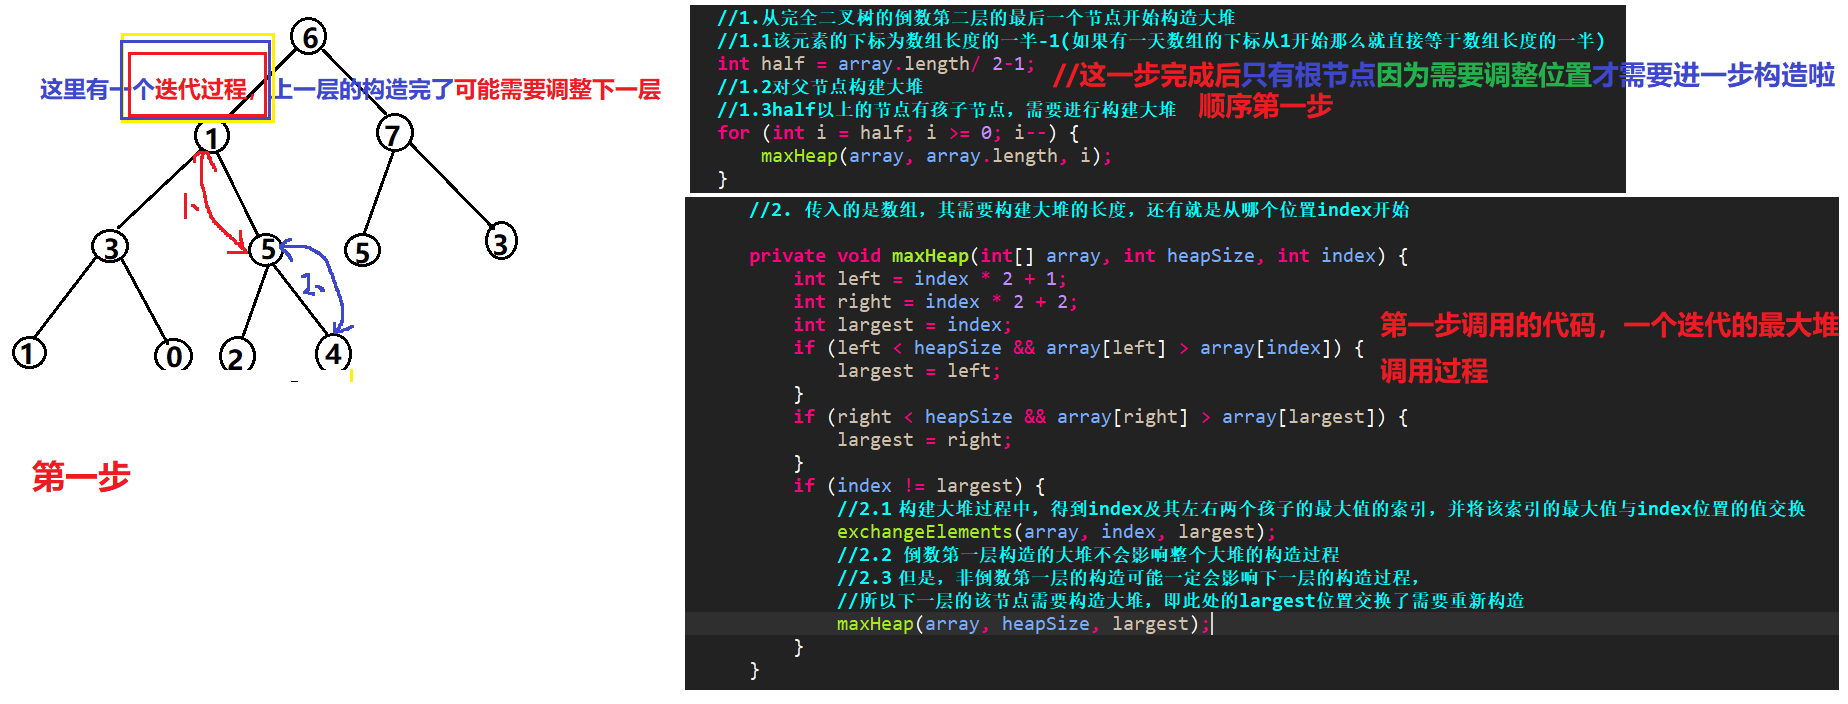 6
这里有一个迭代过程，上一层的构造完了可能需要调整下一层
1
7
1、
3
5
5
3
1、
1
0
2
4
第一步
//1.从完全二叉树的倒数第二层的最后一个节点开始构造大堆
//1.1该元素的下标为数组长度的一半-1(如果有一天数组的下标从1开始那么就直接等于数组长度的一半)
int half = array.length/ 2-1;
//这一步完成后只有根节点因为需要调整位置才需要进一步构造啦
//1.2对父节点构建大堆
//1.3half以上的节点有孩子节点，需要进行构建大堆
顺序第一步
for (int i = half; i >= 0; i--) {
maxHeap(array, array.length, i);
}
//2. 传入的是数组，其需要构建大堆的长度，还有就是从哪个位置index开始
private void maxHeap(int[] array, int heapSize, int index) {
int left = index * 2 + 1;
int right = index * 2 + 2;
int largest = index;
if (left < heapSize && array[left] > array[index]) {
largest = left;
}
if (right < heapSize && array[right] > array[largest]) {
largest = right;
}
if (index != largest) {
//2.1 构建大堆过程中，得到index及其左右两个孩子的最大值的索引，并将该索引的最大值与index位置的值交换
exchangeElements(array, index, largest);
//2.2 倒数第一层构造的大堆不会影响整个大堆的构造过程
//2.3 但是，非倒数第一层的构造可能一定会影响下一层的构造过程，
//所以下一层的该节点需要构造大堆，即此处的largest位置交换了需要重新构造
maxHeap(array, heapSize, largest);
}
}
第一步调用的代码，一个迭代的最大堆
调用过程